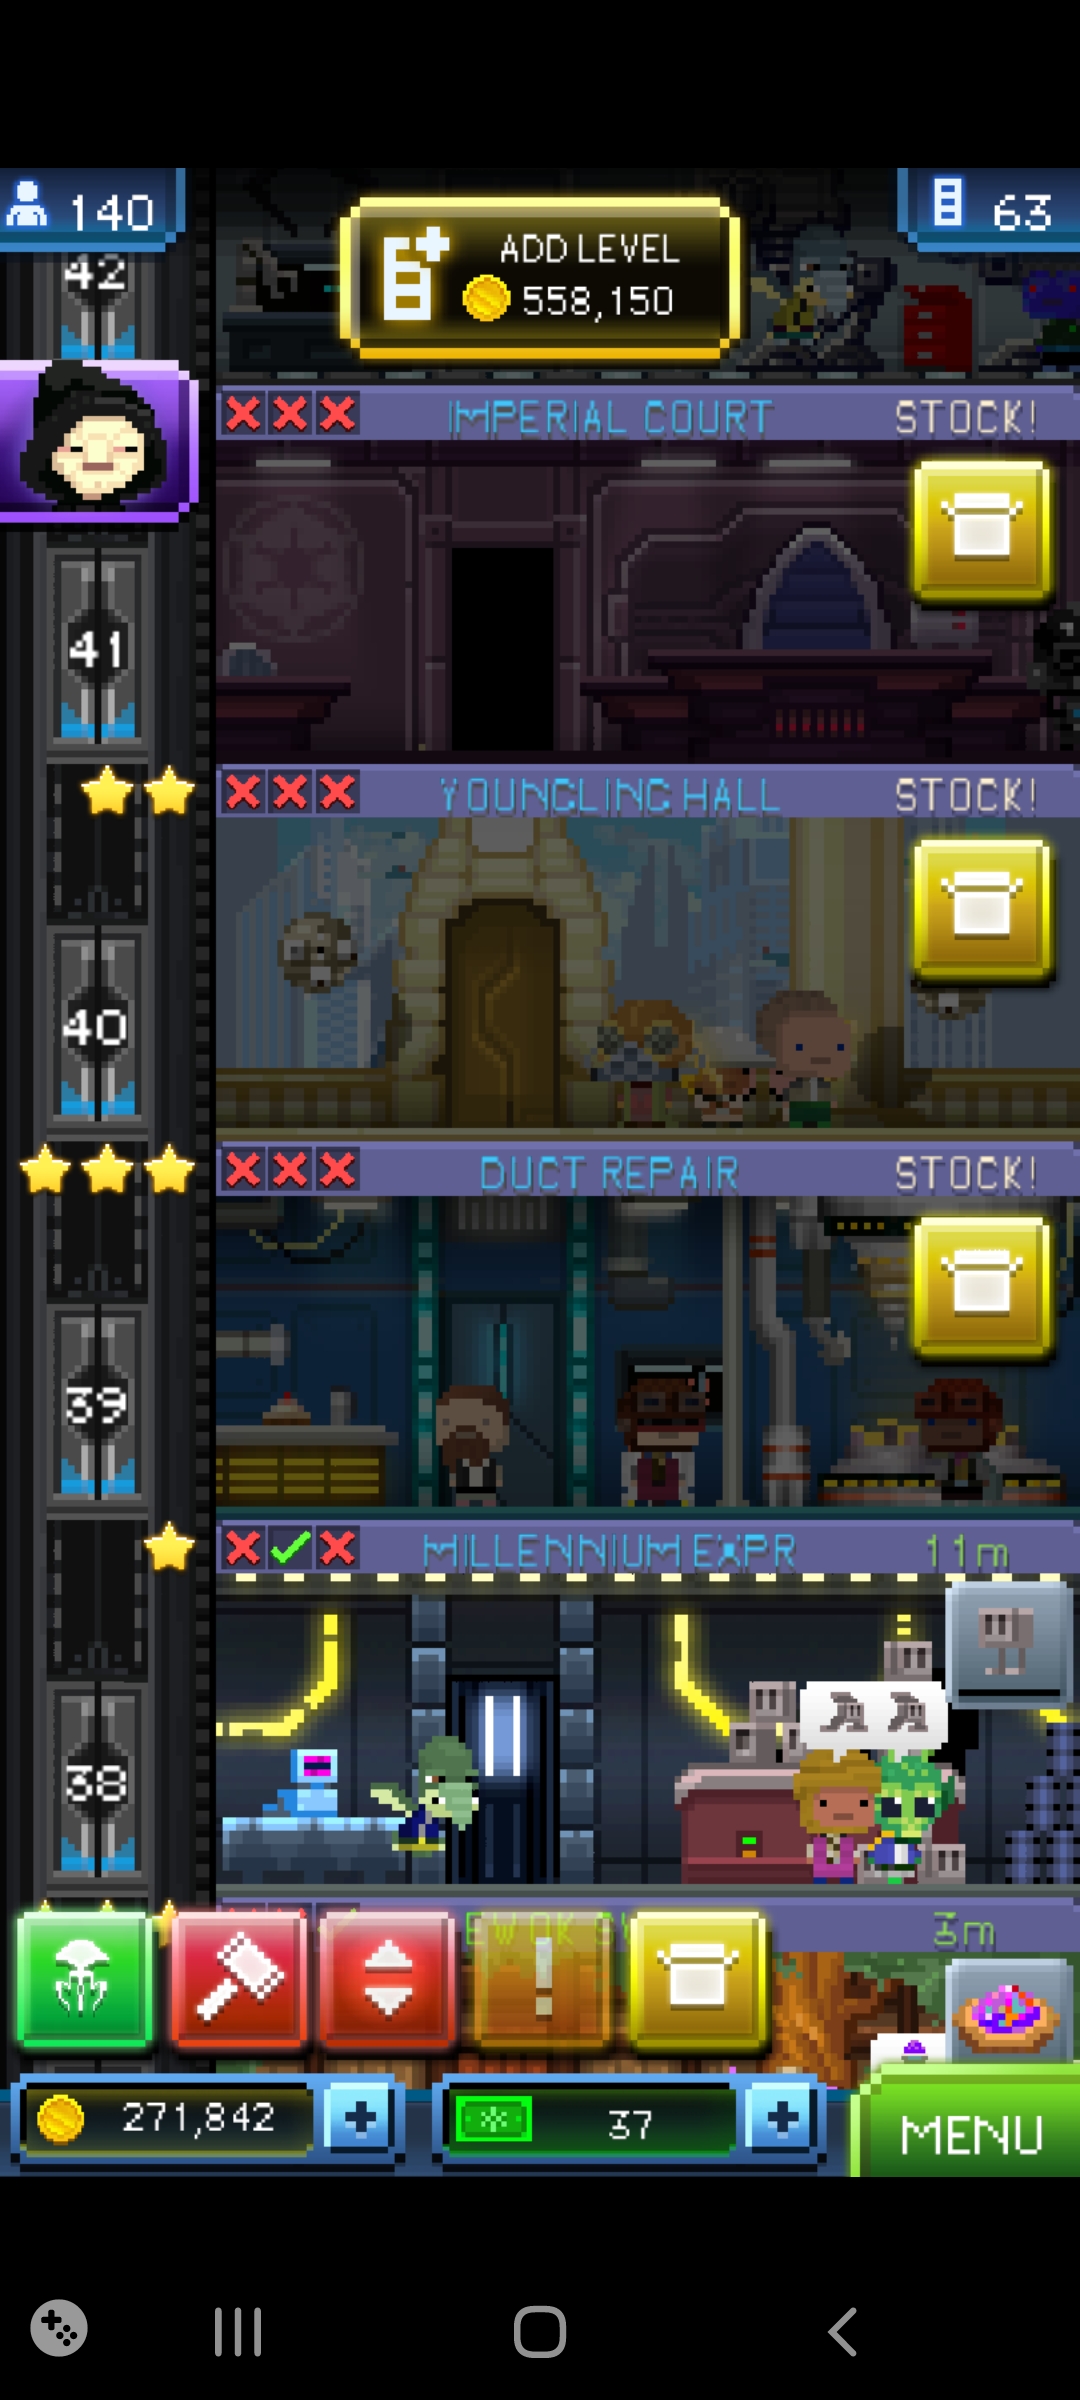 140
63
42
ADD LEVEL
558,150
IMPERIAL COURT STOCK!
41
YOUNGLING HALL STOCK!
40
DUCT REPAIR STOCK!
39
MILLENNIUM EXPR 11m
38
EWOK 3m
271,842
37
MENU